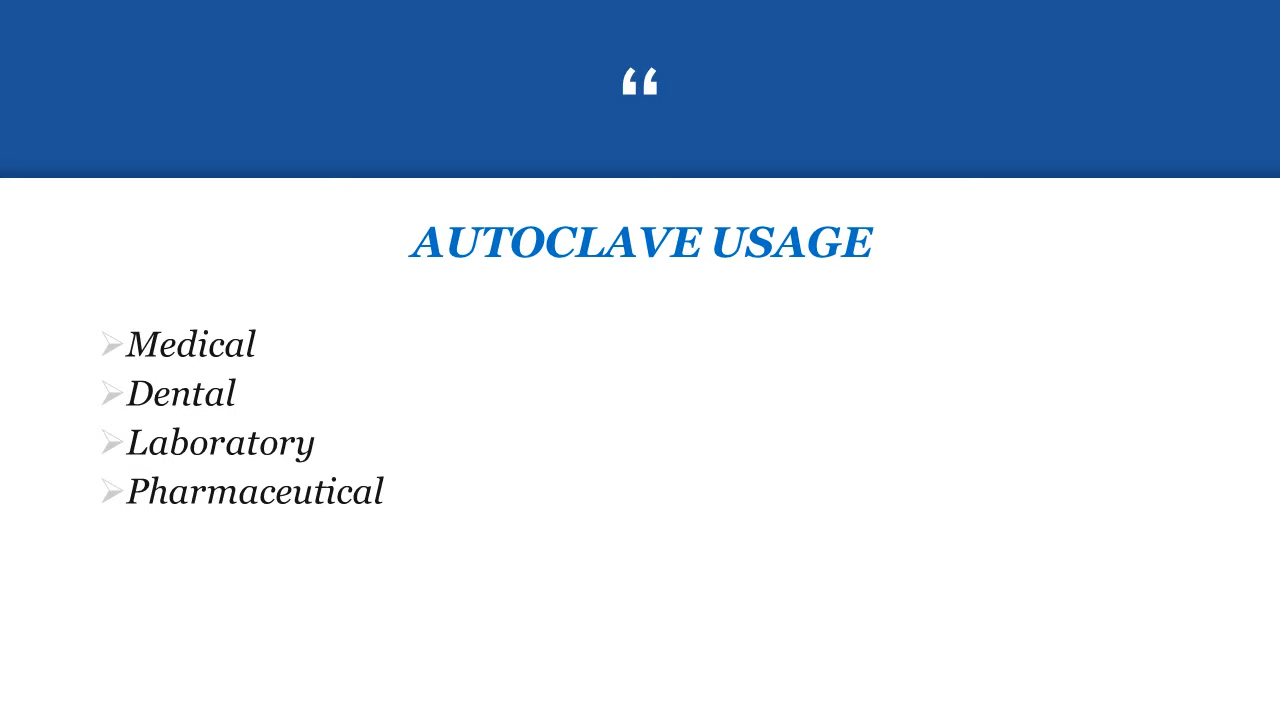 “
AUTOCLAVE USAGE
➢Medical
➢Dental
➢Laboratory
➢Pharmaceutical